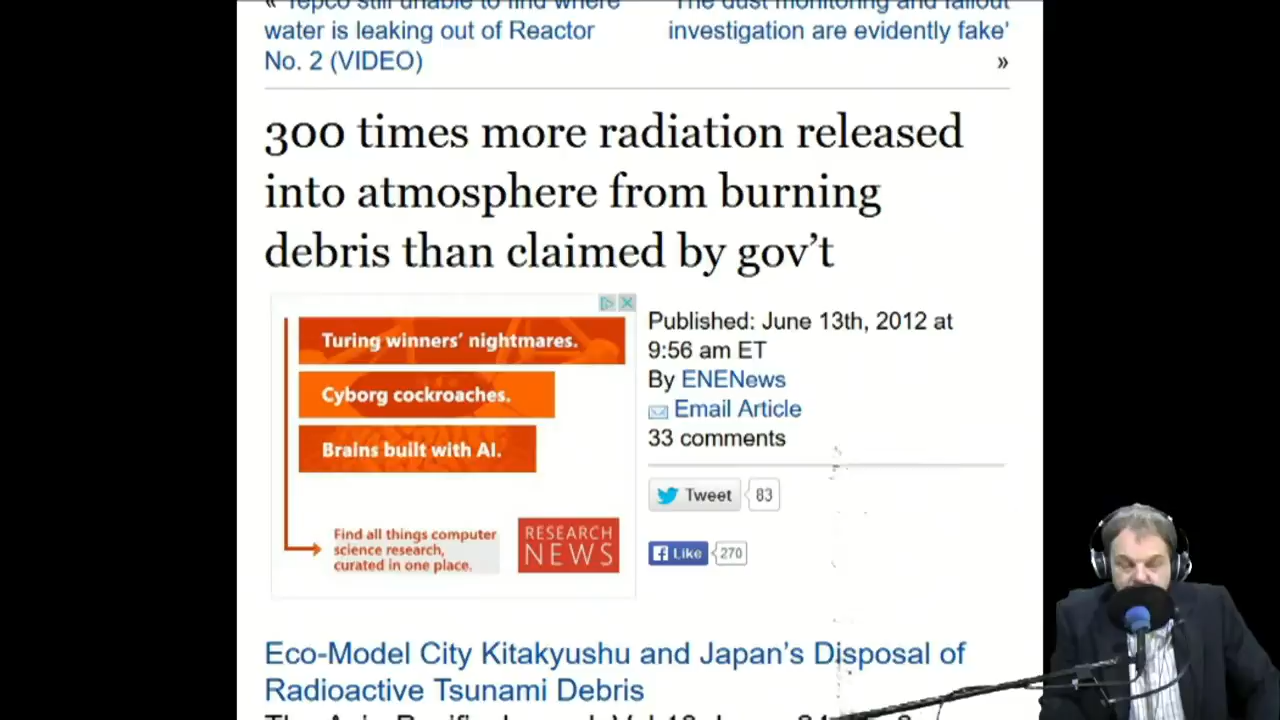 « Tepco still unable to find where
water is leaking out of Reactor
No. 2 (VIDEO)
'The dust monitoring and fallout
investigation are evidently fake'
»
300 times more radiation released
into atmosphere from burning
debris than claimed by gov’t
Turing winners’ nightmares.
Cyborg cockroaches.
Brains built with AI.
Find all things computer
science research,
curated in one place.
RESEARCH
NEWS
Published: June 13th, 2012 at
9:56 am ET
By ENENews
Email Article
33 comments
Tweet 83
Like 270
Eco-Model City Kitakyushu and Japan’s Disposal of
Radioactive Tsunami Debris